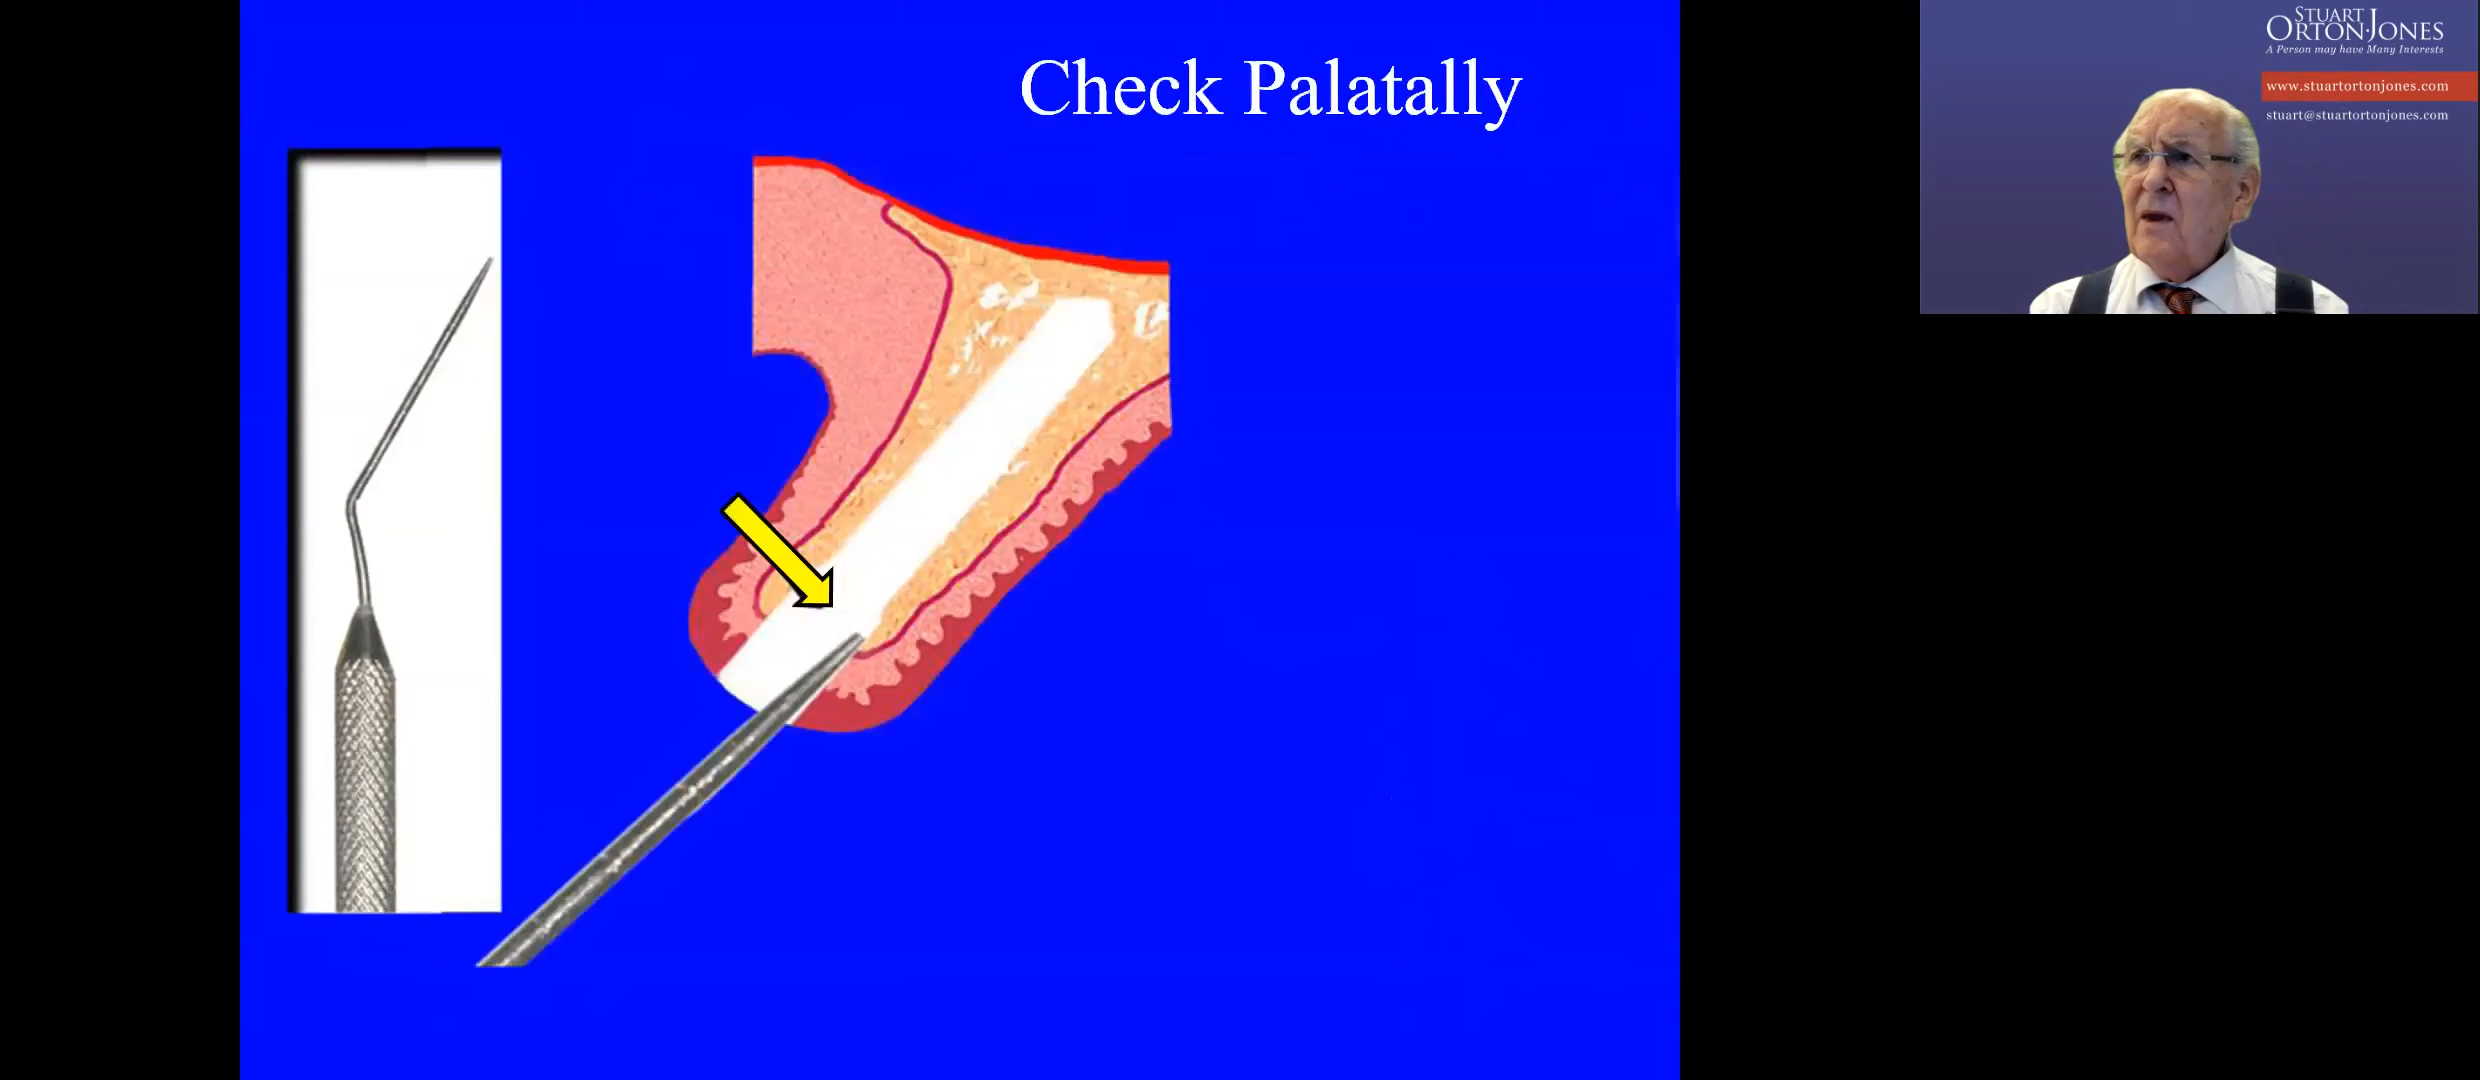 Check Palatally
STUART
ORTON-JONES
A Person may have Many Interests
www.stuartortonjones.com
stuart@stuartortonjones.com